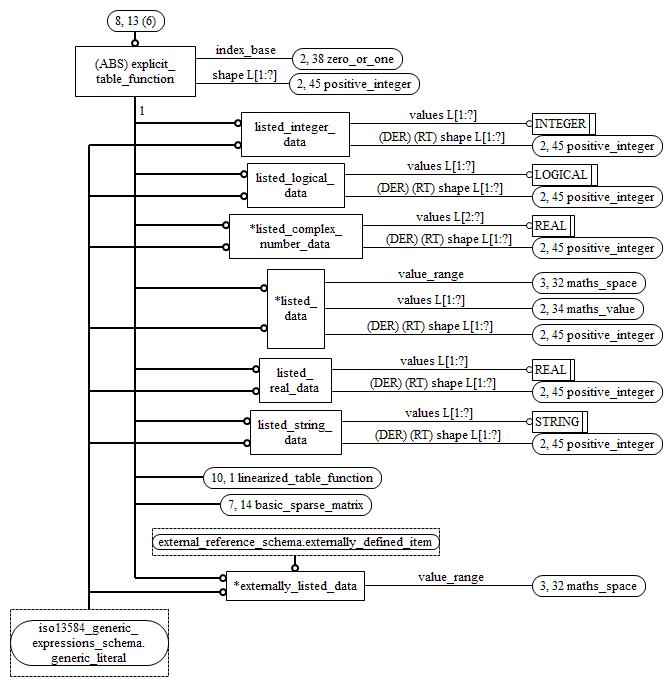 8, 13 (6)
(ABS) explicit_
table_function
index_base
2, 38 zero_or_one
shape L[1:?]
2, 45 positive_integer
1
listed_integer_
data
values L[1:?]
INTEGER
(DER) (RT) shape L[1:?]
2, 45 positive_integer
listed_logical_
data
values L[1:?]
LOGICAL
(DER) (RT) shape L[1:?]
2, 45 positive_integer
*listed_complex_
number_data
values L[2:?]
REAL
(DER) (RT) shape L[1:?]
2, 45 positive_integer
*listed_
data
value_range
3, 32 maths_space
values L[1:?]
2, 34 maths_value
(DER) (RT) shape L[1:?]
2, 45 positive_integer
listed_
real_data
values L[1:?]
REAL
(DER) (RT) shape L[1:?]
2, 45 positive_integer
listed_string_
data
values L[1:?]
STRING
(DER) (RT) shape L[1:?]
2, 45 positive_integer
10, 1 linearized_table_function
7, 14 basic_sparse_matrix
external_reference_schema.externally_defined_item
*externally_listed_data
value_range
3, 32 maths_space
iso13584_generic_
expressions_schema.
generic_literal